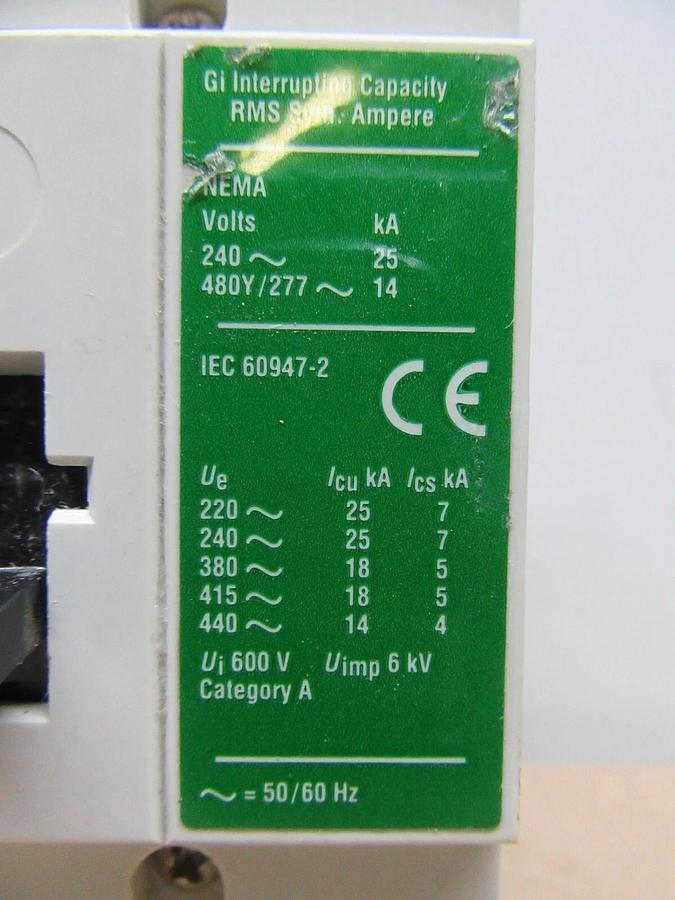 Gi Interrupting Capacity
RMS Sym. Ampere
NEMA
Volts kA
240 ~ 25
480Y/277 ~ 14
IEC 60947-2
CE
Ue Icu kA Ics kA
220 ~ 25 7
240 ~ 25 7
380 ~ 18 5
415 ~ 18 5
440 ~ 14 4
Ui 600 V Uimp 6 kV
Category A
~ = 50/60 Hz